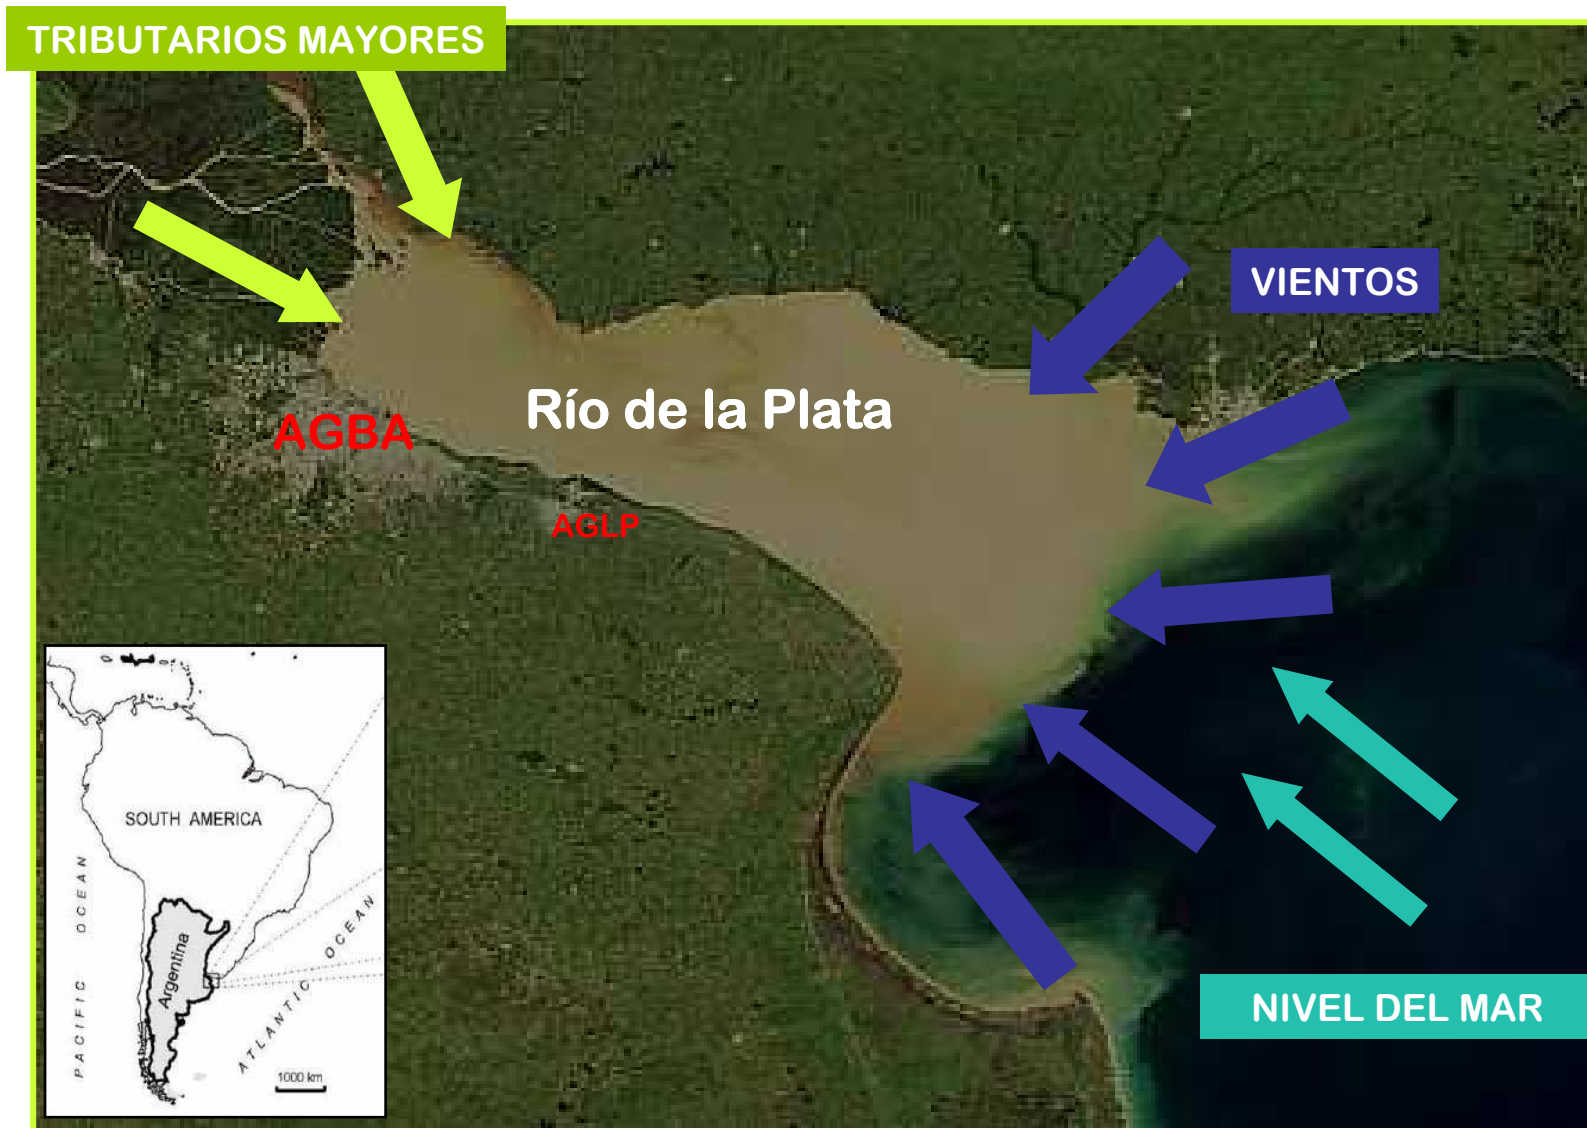 TRIBUTARIOS MAYORES
VIENTOS
Río de la Plata
AGBA
AGLP
SOUTH AMERICA
Argentina
PACIFIC OCEAN
ATLANTIC OCEAN
1000 km
NIVEL DEL MAR